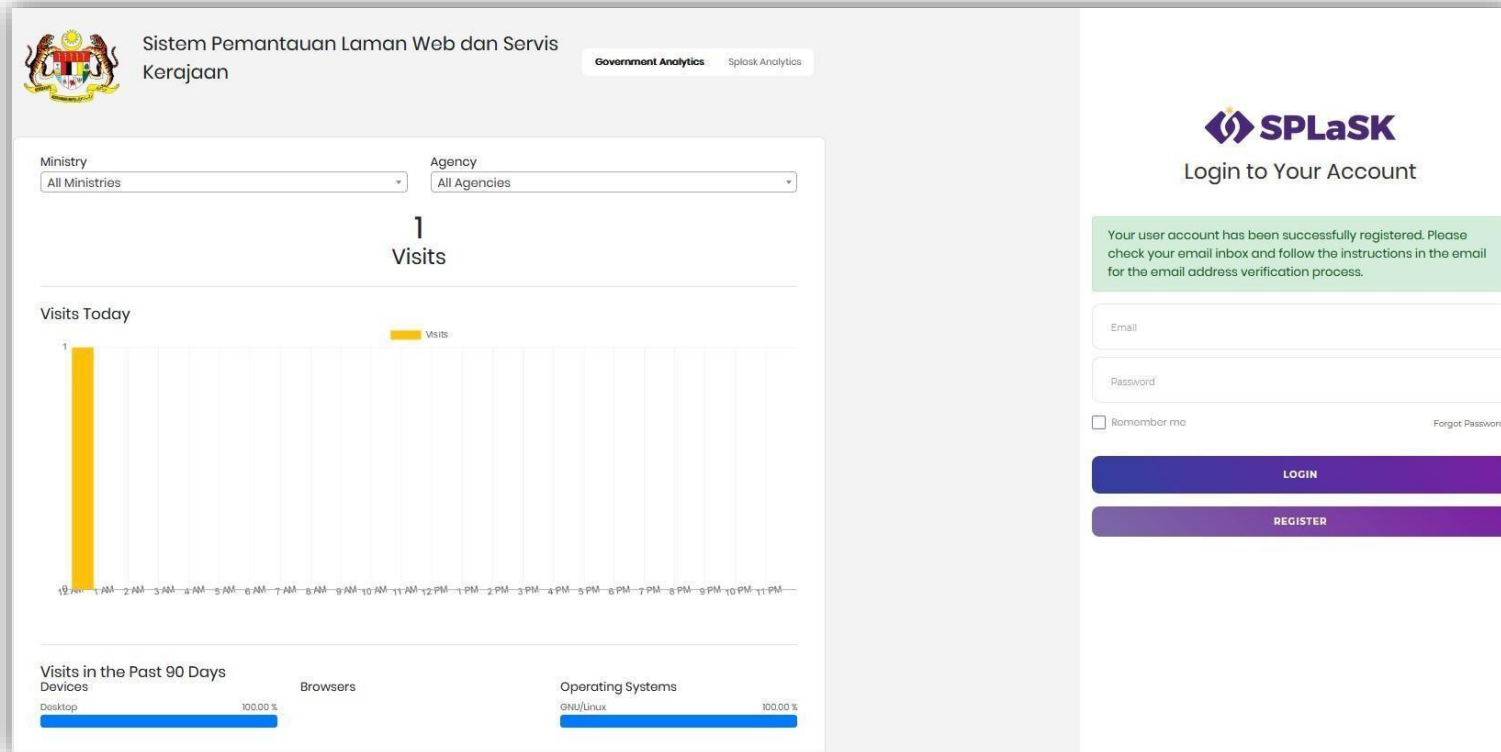 Sistem Pemantauan Laman Web dan Servis
Kerajaan
Government Analytics Splask Analytics
Ministry
Agency
All Ministries
All Agencies
1
Visits
Visits Today
Visits
1
0
12 AM 1 AM 2 AM 3 AM 4 AM 5 AM 6 AM 7 AM 8 AM 9 AM 10 AM 11 AM 12 PM 1 PM 2 PM 3 PM 4 PM 5 PM 6 PM 7 PM 8 PM 9 PM 10 PM 11 PM
Visits in the Past 90 Days
Devices
Browsers
Operating Systems
Desktop 100.00 %
GNU/Linux 100.00 %
SPLaSK
Login to Your Account
Your user account has been successfully registered. Please
check your email inbox and follow the instructions in the email
for the email address verification process.
Email
Password
Remember me
Forgot Password
LOGIN
REGISTER